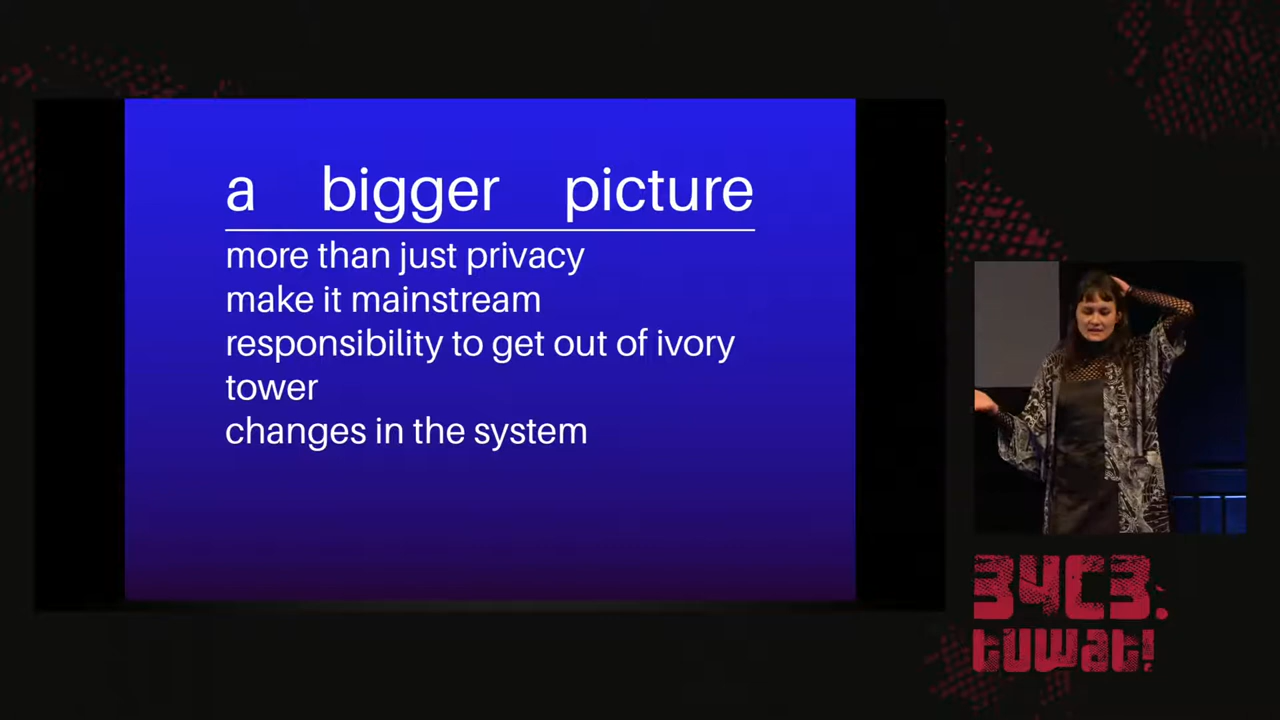 a bigger picture
more than just privacy
make it mainstream
responsibility to get out of ivory
tower
changes in the system
34C3.
tuwat!